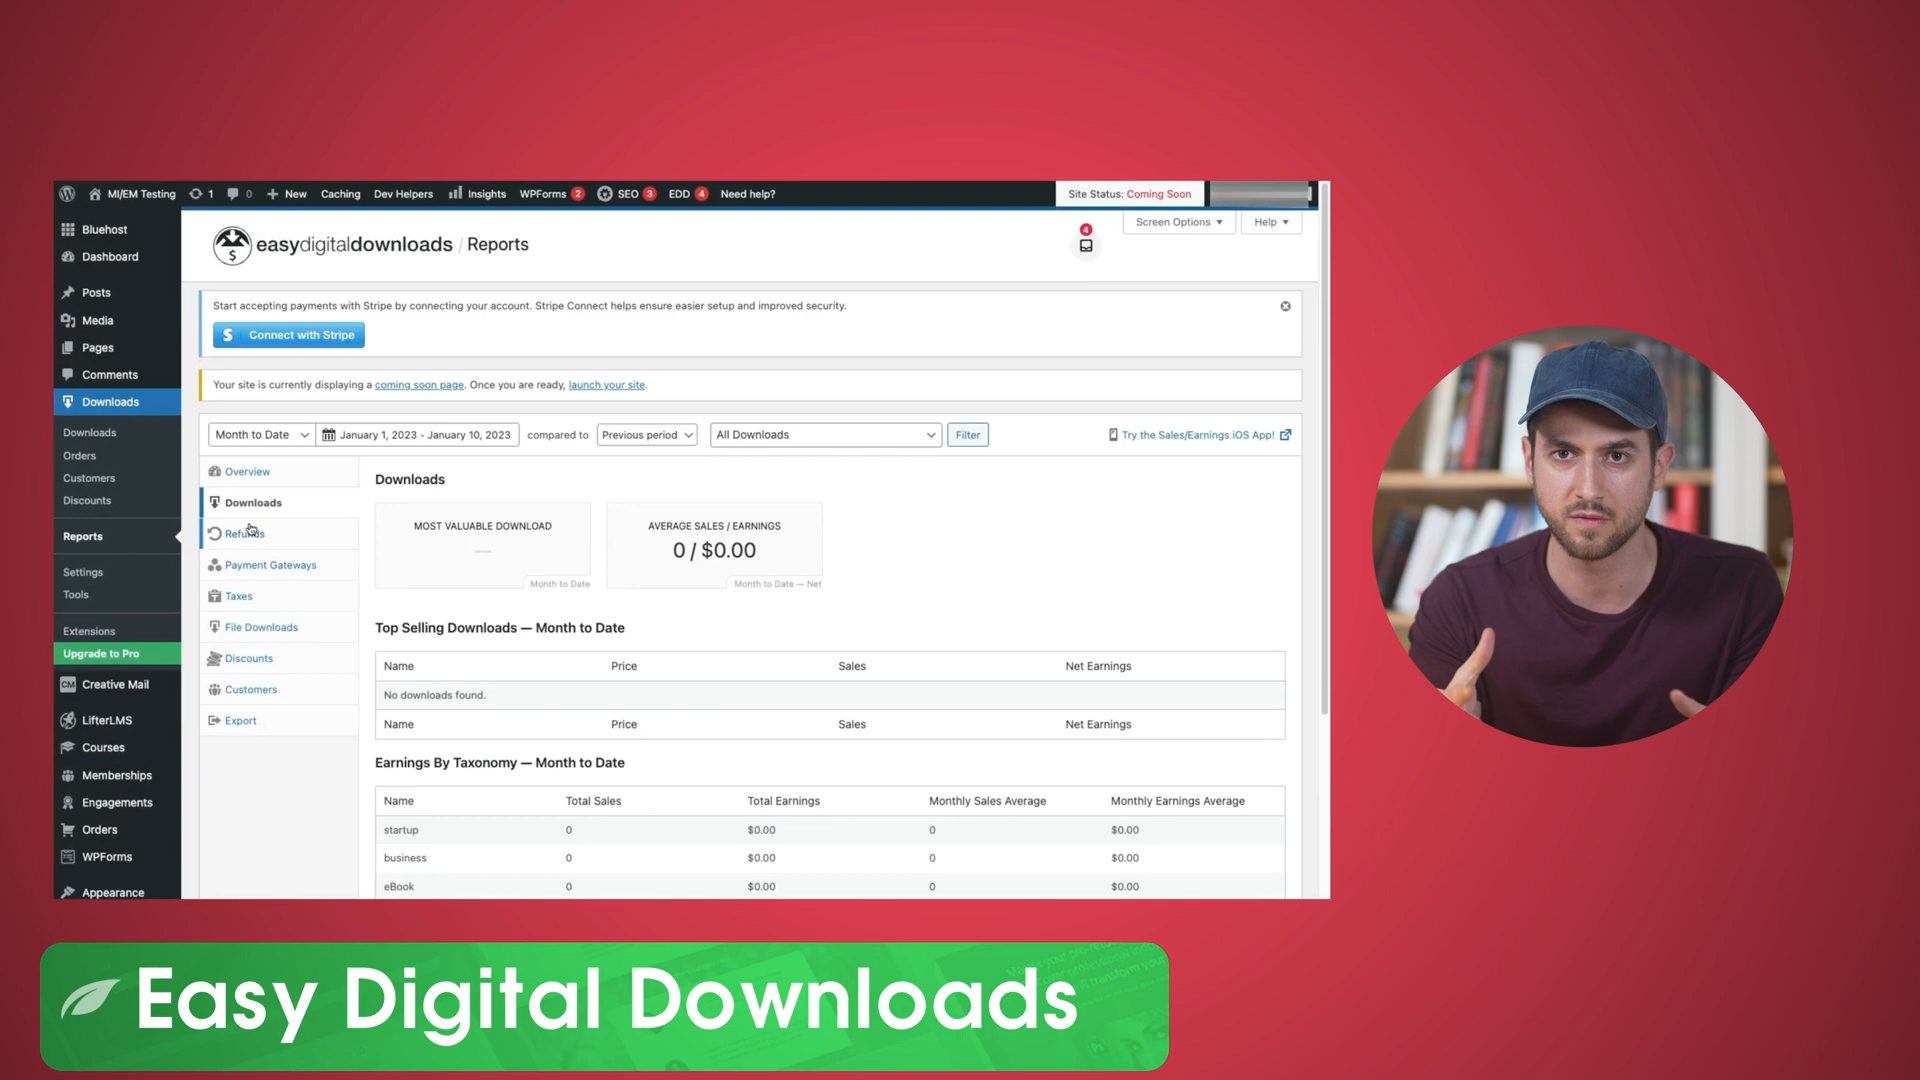 MI/EM Testing 1 0 New Caching Dev Helpers Insights WPForms 2 SEO 3 EDD 4 Need help? Site Status: Coming Soon
Screen Options Help
4
easydigitaldownloads / Reports
Bluehost
Dashboard
Posts
Media
Pages
Comments
Downloads
Downloads
Orders
Customers
Discounts
Reports
Settings
Tools
Extensions
Upgrade to Pro
Creative Mail
LifterLMS
Courses
Memberships
Engagements
Orders
WPForms
Appearance
Start accepting payments with Stripe by connecting your account. Stripe Connect helps ensure easier setup and improved security.
S Connect with Stripe
Your site is currently displaying a coming soon page. Once you are ready, launch your site.
Month to Date January 1, 2023 - January 10, 2023 compared to Previous period All Downloads Filter Try the Sales/Earnings iOS App!
Overview
Downloads
Refunds
Payment Gateways
Taxes
File Downloads
Discounts
Customers
Export
Downloads
MOST VALUABLE DOWNLOAD
—
Month to Date
AVERAGE SALES / EARNINGS
0 / $0.00
Month to Date — Net
Top Selling Downloads — Month to Date
Name Price Sales Net Earnings
No downloads found.
Name Price Sales Net Earnings
Earnings By Taxonomy — Month to Date
Name Total Sales Total Earnings Monthly Sales Average Monthly Earnings Average
startup 0 $0.00 0 $0.00
business 0 $0.00 0 $0.00
eBook 0 $0.00 0 $0.00
Easy Digital Downloads